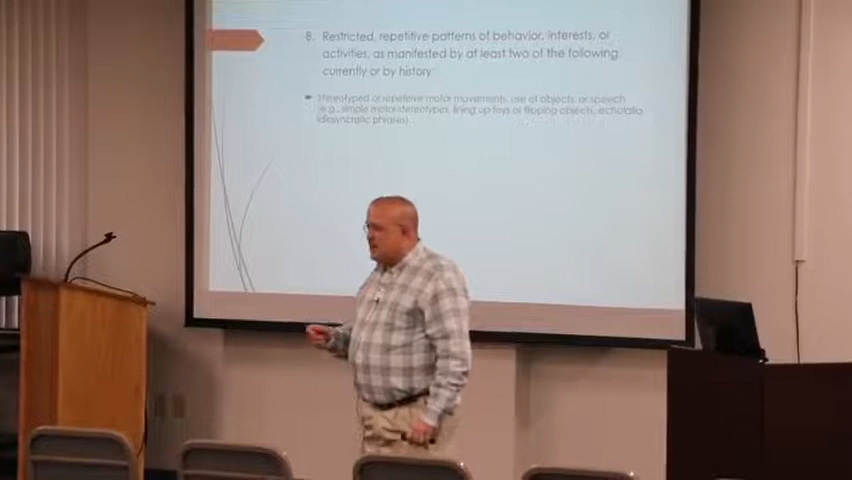 B. Restricted, repetitive patterns of behavior, interests, or
activities, as manifested by at least two of the following,
currently or by history:
Stereotyped or repetitive motor movements, use of objects, or speech
(e.g., simple motor stereotypes, lining up toys or flipping objects, echolalia,
idiosyncratic phrases).